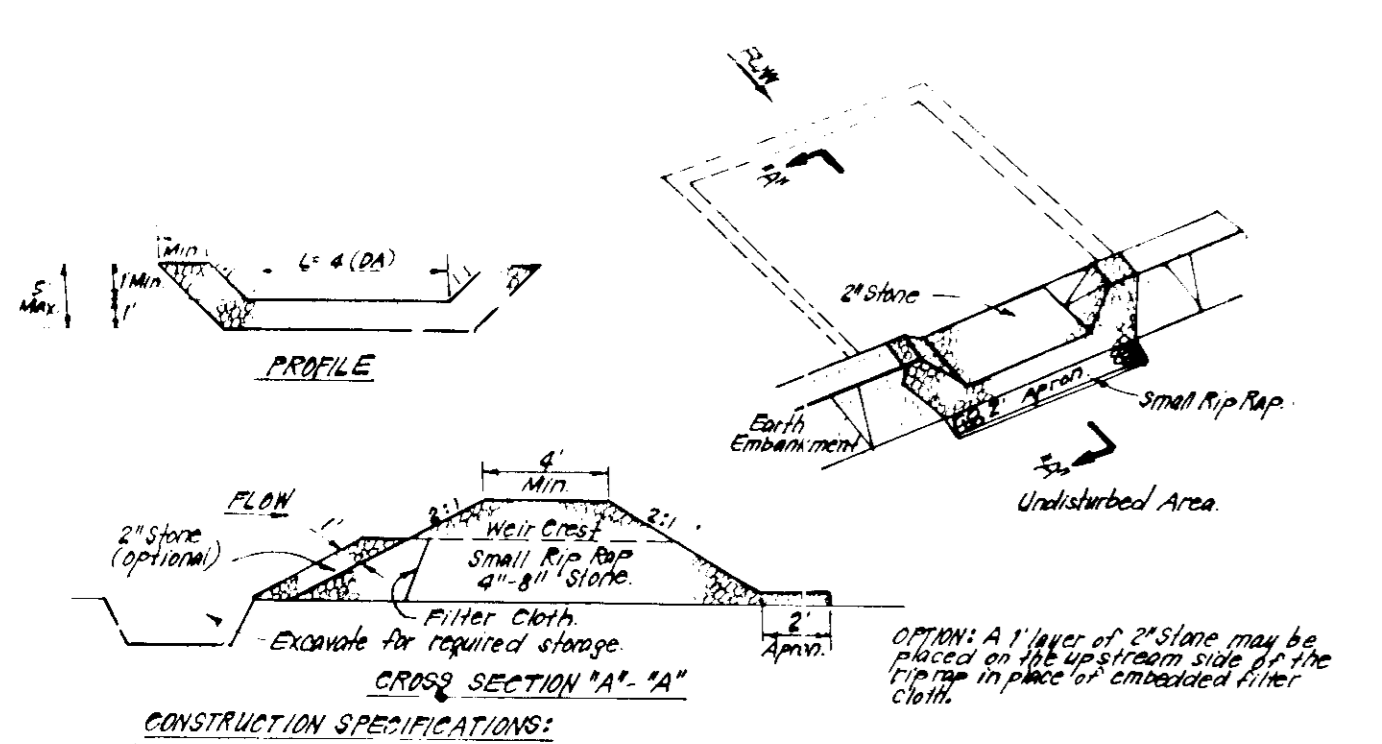 FLOW
"A"
Min.
L= 4 (DA)
5'
Max.
1' Min.
1'
PROFILE
2" Stone
2' Apron.
Small Rip Rap.
Earth
Embankment
"A"
Undisturbed Area.
4'
Min.
FLOW
1'
2:1
2:1
2" Stone
(optional)
Weir Crest
Small Rip Rap
4"-8" Stone.
Filter Cloth.
Excavate for required storage.
2'
Apron.
CROSS SECTION "A"- "A"
OPTION: A 1' layer of 2" Stone may be
placed on the upstream side of the
riprap in place of embedded filter
cloth.
CONSTRUCTION SPECIFICATIONS: